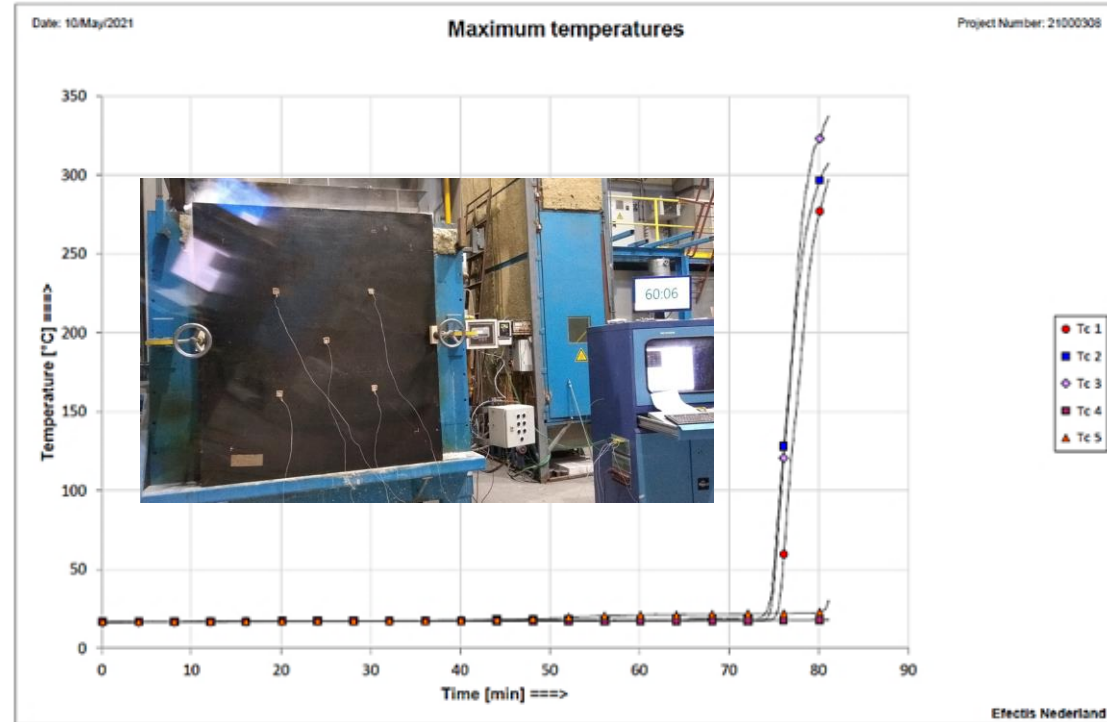 Date: 10/May/2021
Maximum temperatures
Project Number: 21000308
Temperature [°C] ===>
350
300
250
200
150
100
50
0
60:06
0 10 20 30 40 50 60 70 80 90
Time [min] ===>
Tc 1
Tc 2
Tc 3
Tc 4
Tc 5
Efectis Nederland